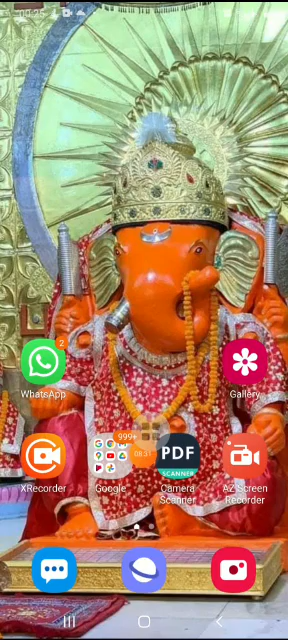 2
WhatsApp
Gallery
999+
08:51
PDF
SCANNER
XRecorder
Google
Camera
Scanner
AZ Screen
Recorder